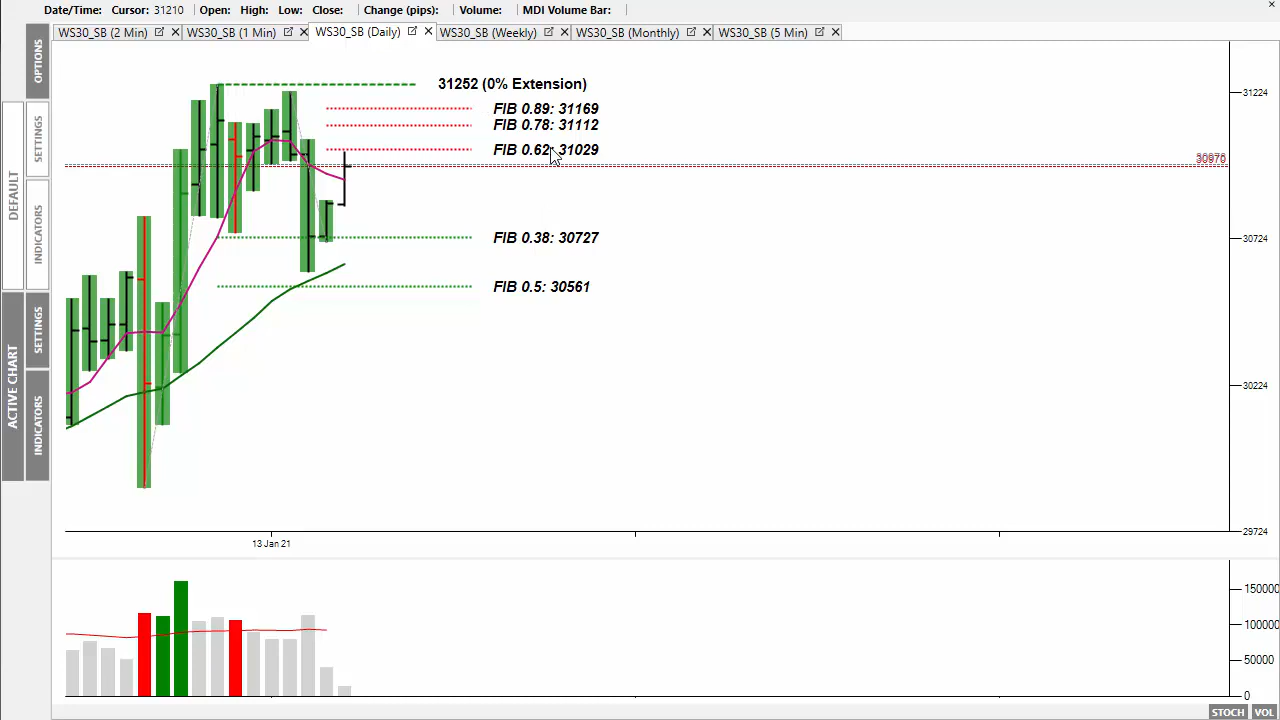 Date/Time: Cursor: 31210 Open: High: Low: Close: Change (pips): Volume: MDI Volume Bar:
WS30_SB (2 Min) WS30_SB (1 Min) WS30_SB (Daily) WS30_SB (Weekly) WS30_SB (Monthly) WS30_SB (5 Min)
OPTIONS
SETTINGS
DEFAULT
INDICATORS
SETTINGS
ACTIVE CHART
INDICATORS
31252 (0% Extension)
FIB 0.89: 31169
FIB 0.78: 31112
FIB 0.62: 31029
FIB 0.38: 30727
FIB 0.5: 30561
31224
30724
30224
29724
13 Jan 21
150000
100000
50000
0
STOCH VOL